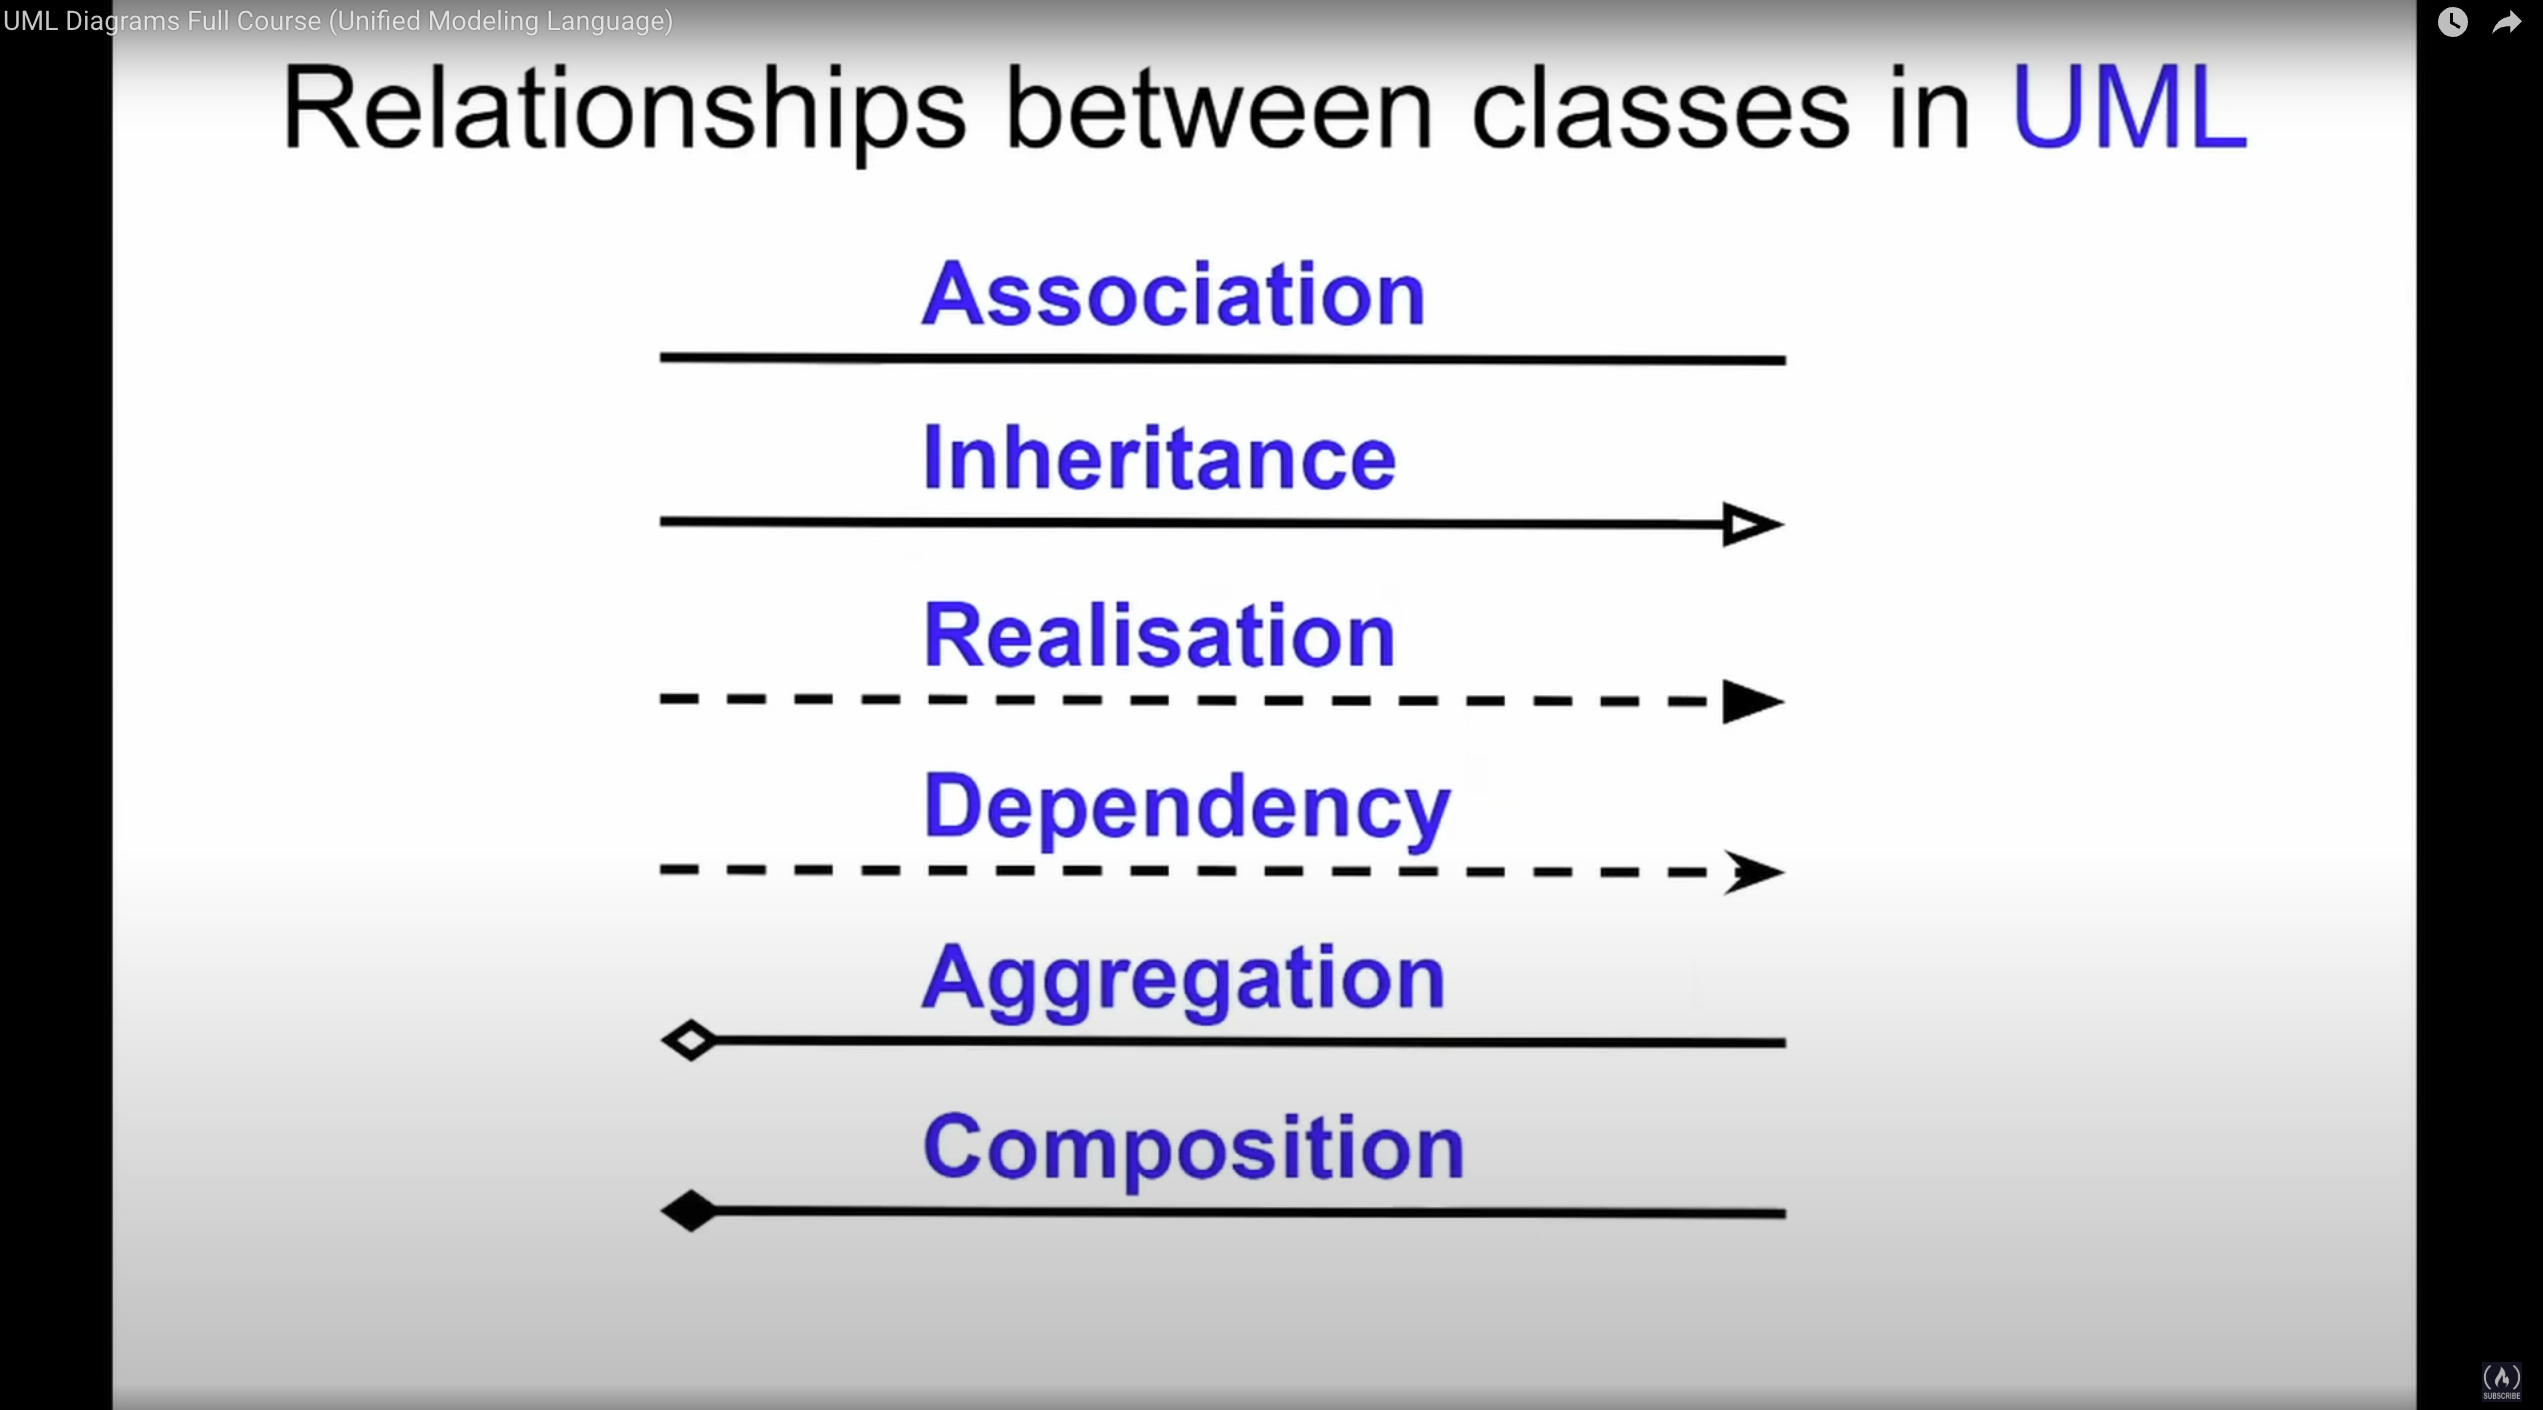 UML Diagrams Full Course (Unified Modeling Language)
Relationships between classes in UML
Association
Inheritance
Realisation
Dependency
Aggregation
Composition
SUBSCRIBE